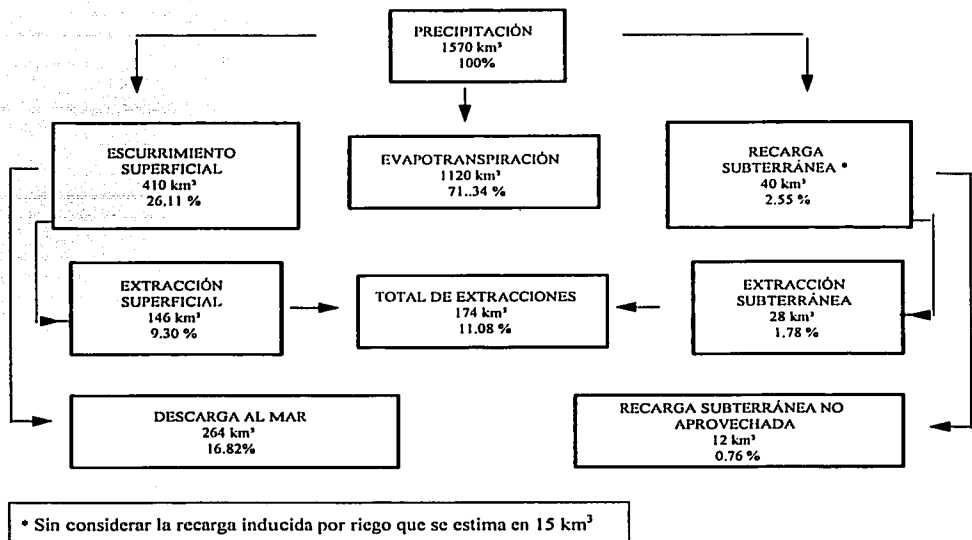 PRECIPITACIÓN
1570 km³
100%
ESCURRIMIENTO
SUPERFICIAL
410 km³
26.11 %
EVAPOTRANSPIRACIÓN
1120 km³
71..34 %
RECARGA
SUBTERRÁNEA *
40 km³
2.55 %
EXTRACCIÓN
SUPERFICIAL
146 km³
9.30 %
TOTAL DE EXTRACCIONES
174 km³
11.08 %
EXTRACCIÓN
SUBTERRÁNEA
28 km³
1.78 %
DESCARGA AL MAR
264 km³
16.82%
RECARGA SUBTERRÁNEA NO
APROVECHADA
12 km³
0.76 %
* Sin considerar la recarga inducida por riego que se estima en 15 km³